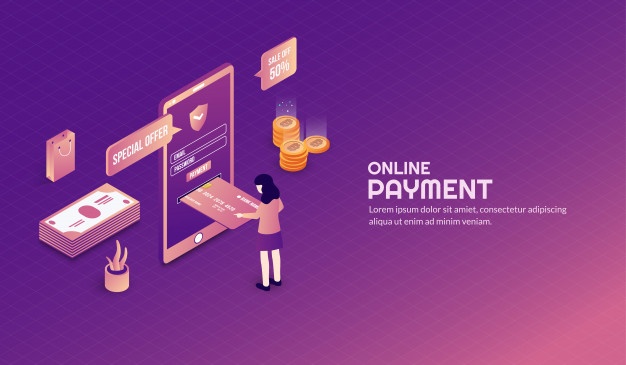 SALE OFF
50%
SPECIAL OFFER
EMAIL
PASSWORD
PAYMENT
ONLINE
PAYMENT
Lorem ipsum dolor sit amiet, consectetur adipiscing
aliqua ut enim ad minim veniam.